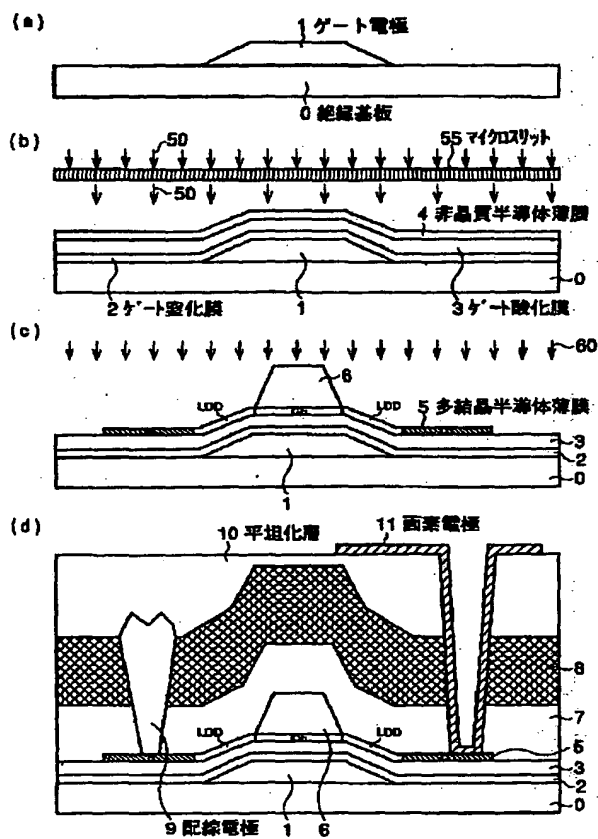 (a)
1 ゲート電極
0 絶縁基板
(b)
50
55 マイクロスリット
50
4 非晶質半導体薄膜
0
2 ゲート窒化膜
1
3 ゲート酸化膜
(c)
60
6
LDD
LDD
5 多結晶半導体薄膜
3
2
0
1
(d)
10 平坦化層
11 画素電極
8
7
LDD
LDD
5
3
2
0
9 配線電極
1
6